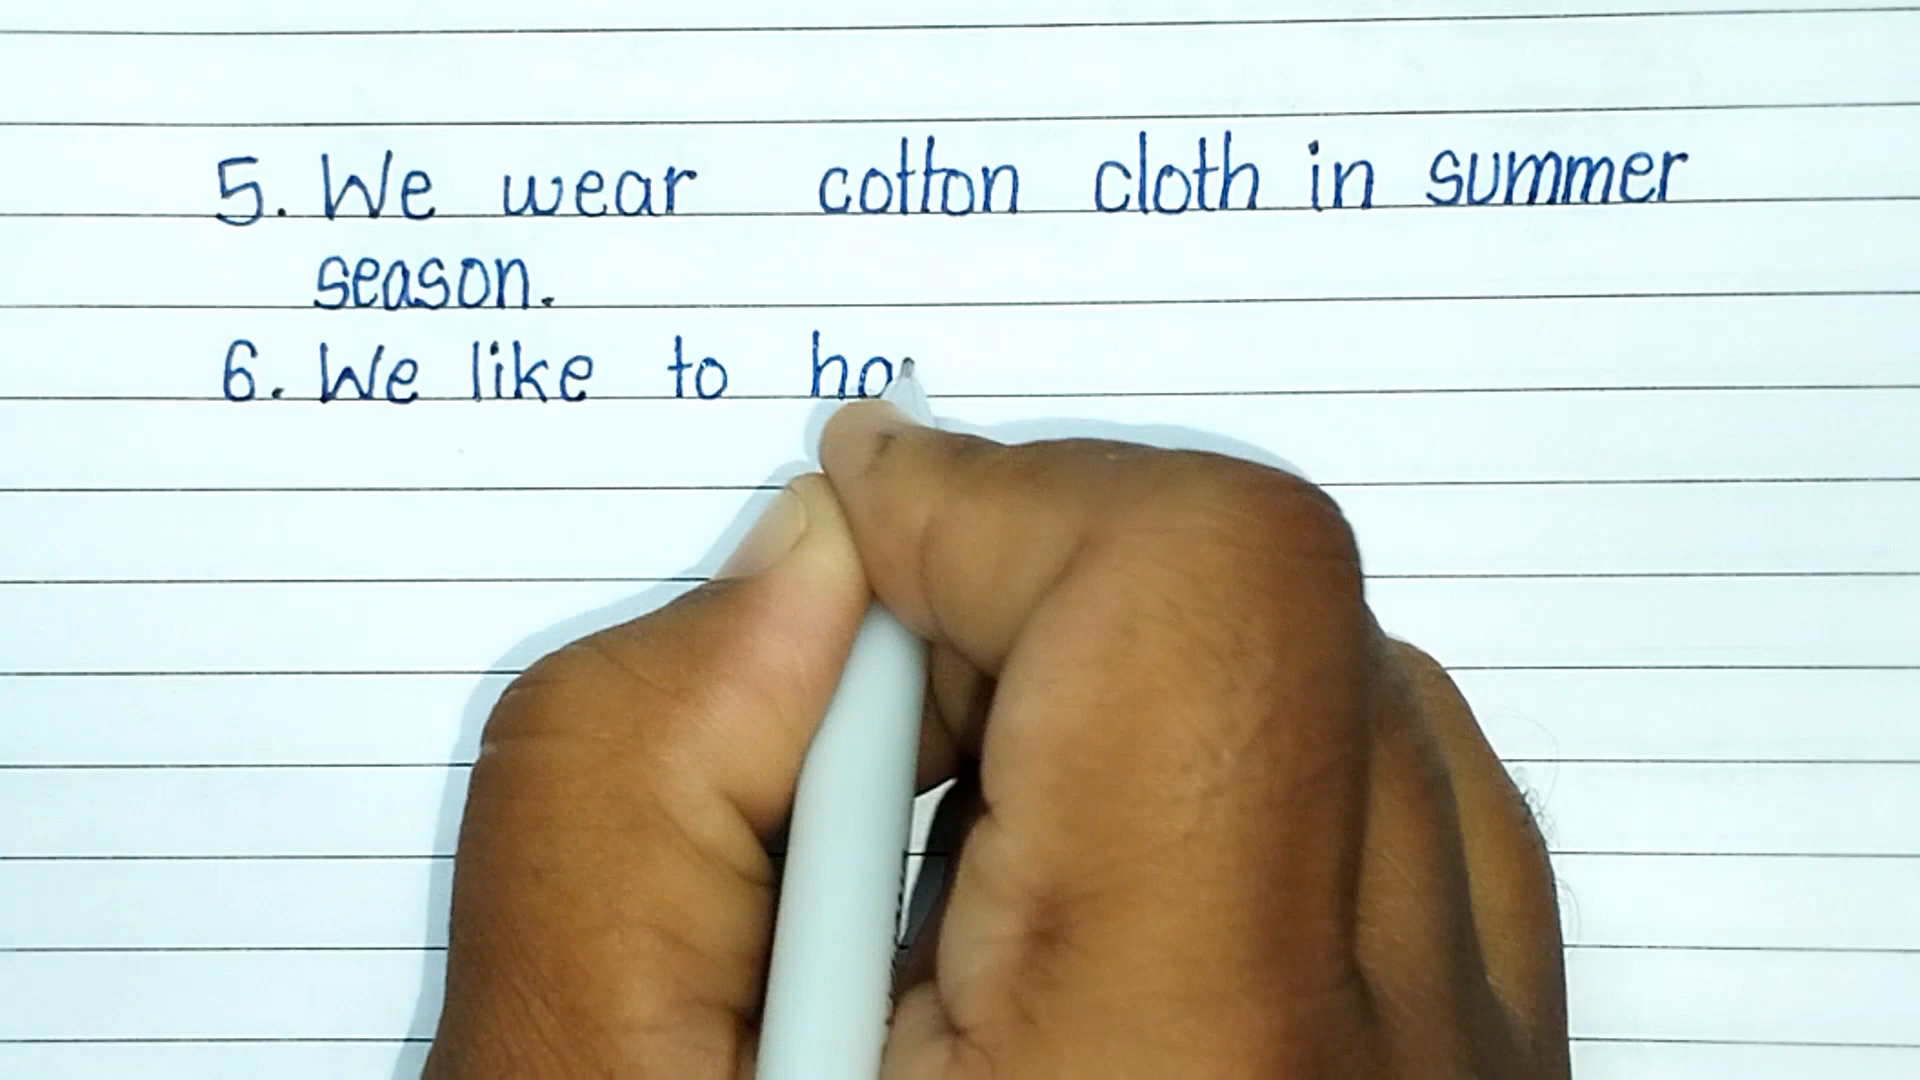 5. We wear cotton cloth in summer
season.
6. We like to